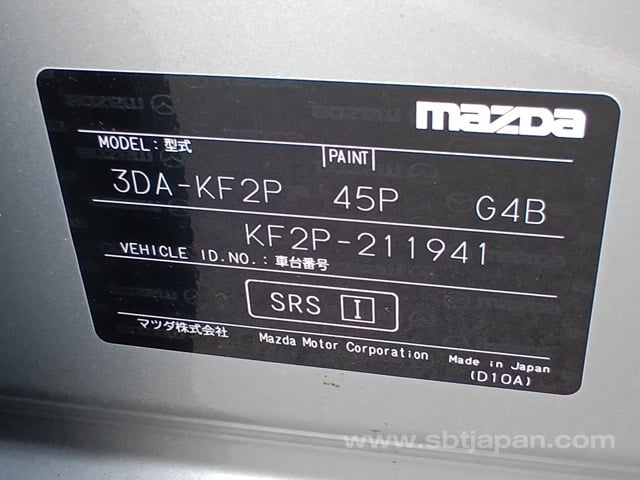 mazda
MODEL: 型式 PAINT
3DA-KF2P 45P G4B
KF2P-211941
VEHICLE ID.NO.: 車台番号
SRS I
マツダ株式会社 Mazda Motor Corporation Made in Japan
(D10A)
www.sbtjapan.com